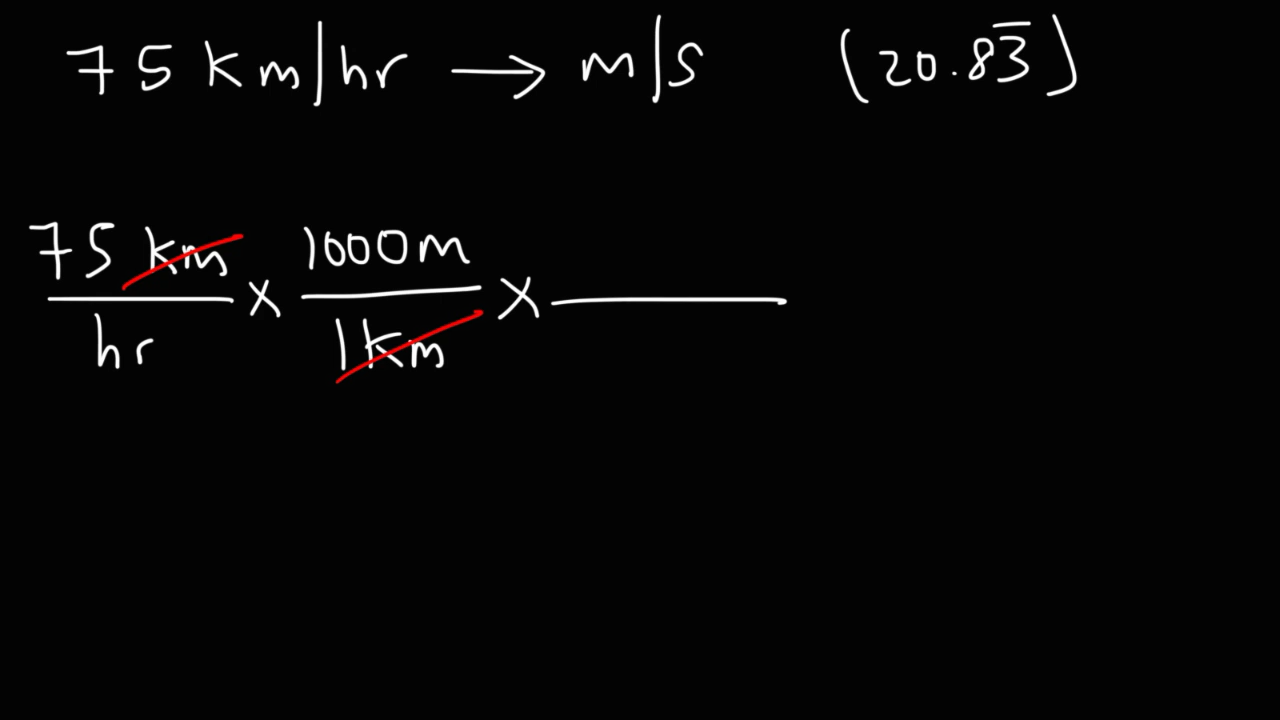 75 km/hr → m/s (20.83̅)
75 km 1000m
× ×
hr 1km